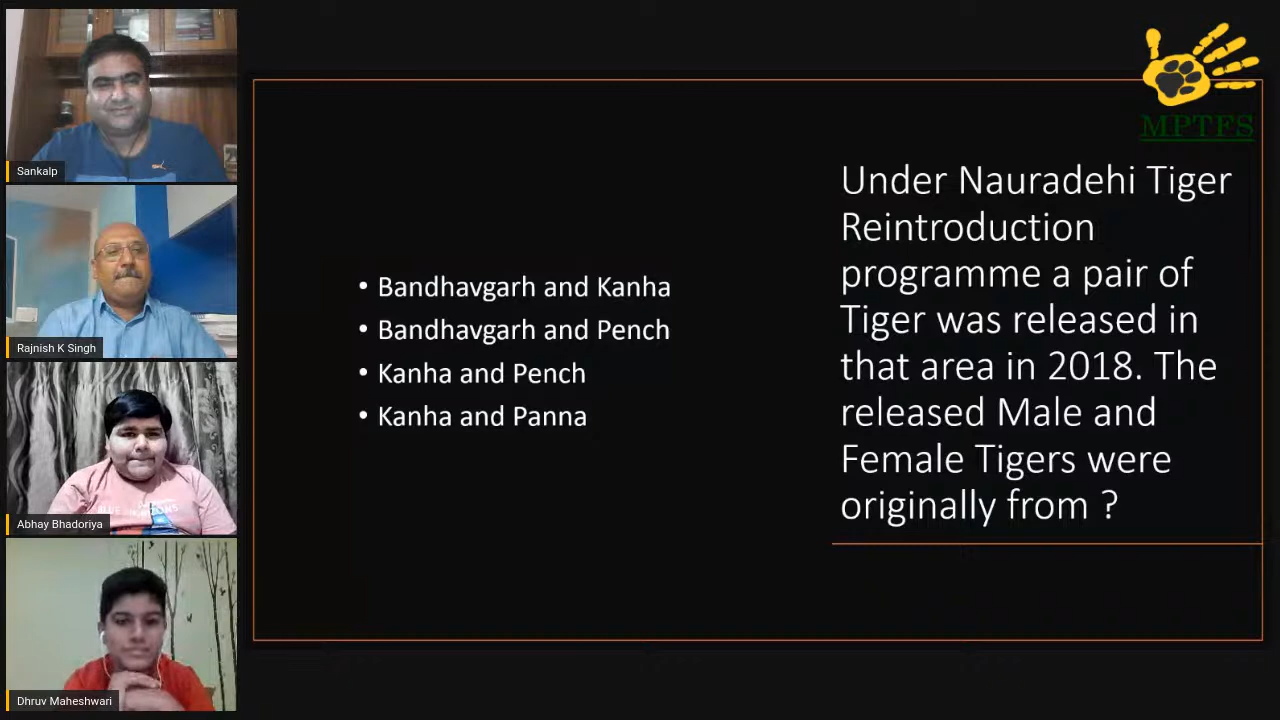 Sankalp
Rajnish K Singh
Abhay Bhadoriya
Dhruv Maheshwari
• Bandhavgarh and Kanha
• Bandhavgarh and Pench
• Kanha and Pench
• Kanha and Panna
MPTFS
Under Nauradehi Tiger
Reintroduction
programme a pair of
Tiger was released in
that area in 2018. The
released Male and
Female Tigers were
originally from ?